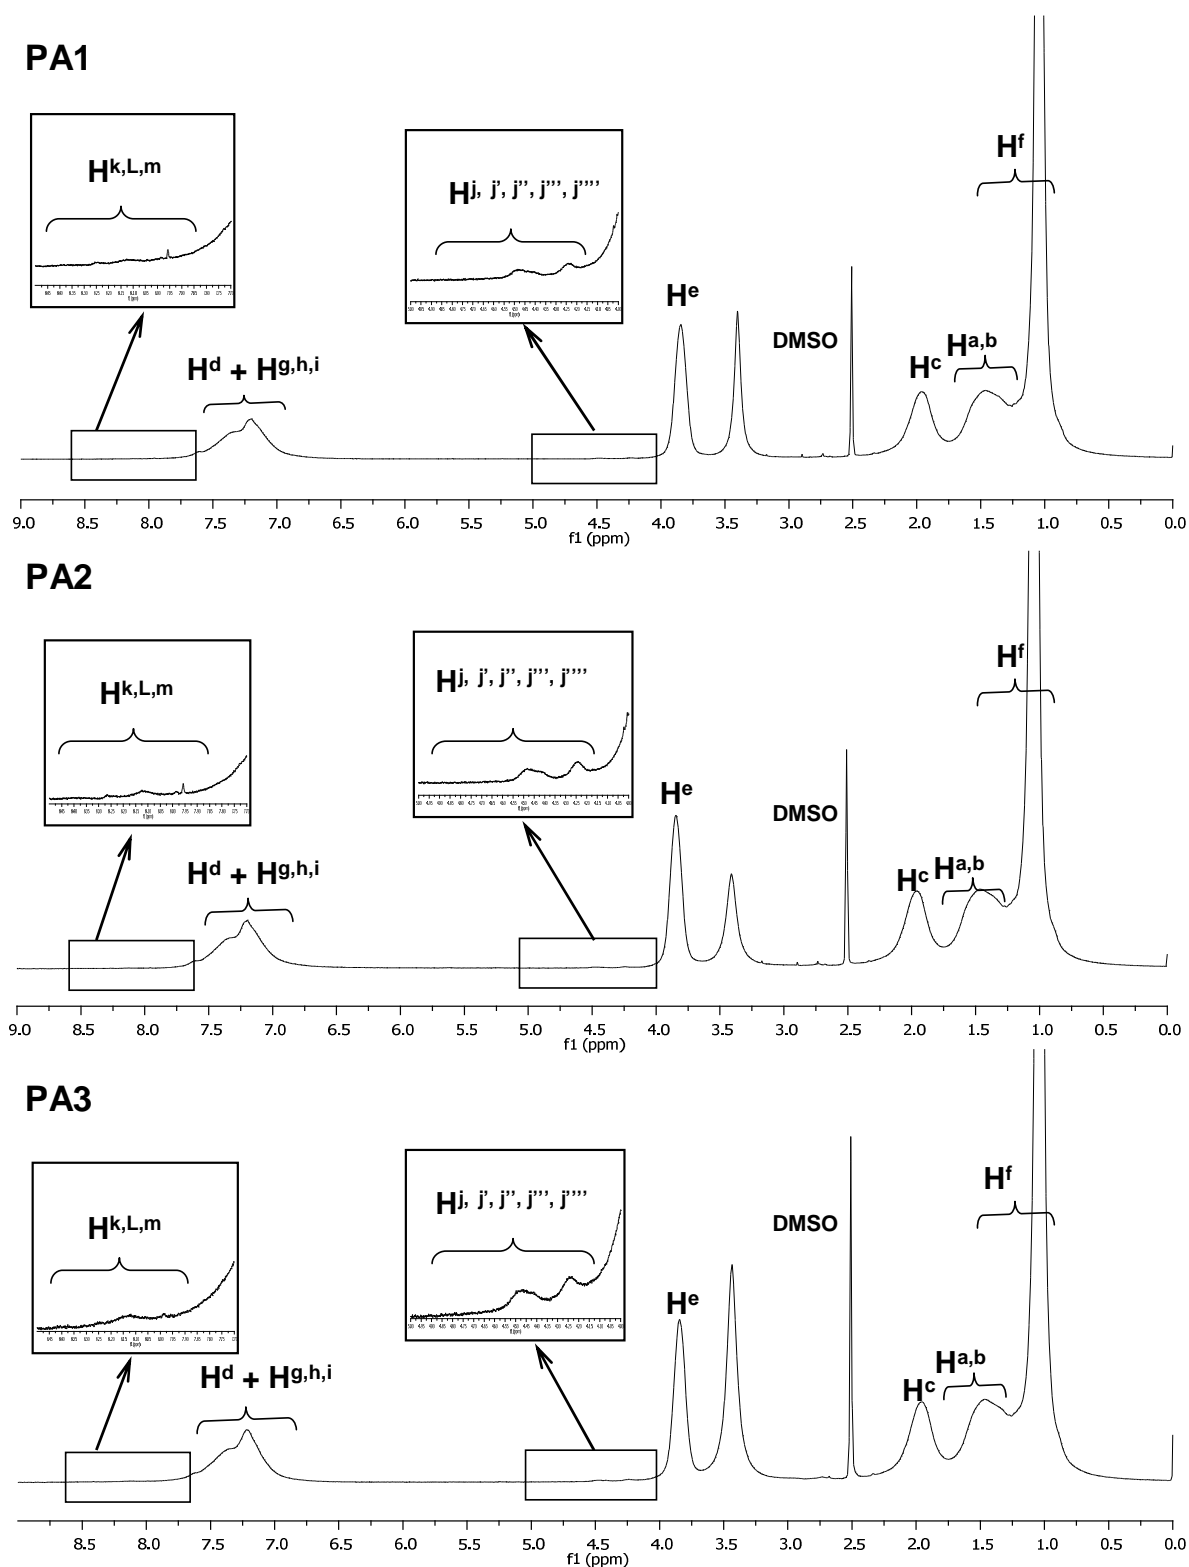 PA1
H^k,L,m
H^j, j', j'', j''', j''''
H^f
H^e
DMSO
H^d + H^g,h,i
H^c
H^a,b
9.0 8.5 8.0 7.5 7.0 6.5 6.0 5.5 5.0 4.5 4.0 3.5 3.0 2.5 2.0 1.5 1.0 0.5 0.0
f1 (ppm)
PA2
H^k,L,m
H^j, j', j'', j''', j''''
H^f
H^e
DMSO
H^d + H^g,h,i
H^c
H^a,b
9.0 8.5 8.0 7.5 7.0 6.5 6.0 5.5 5.0 4.5 4.0 3.5 3.0 2.5 2.0 1.5 1.0 0.5 0.0
f1 (ppm)
PA3
H^k,L,m
H^j, j', j'', j''', j''''
H^f
DMSO
H^e
H^d + H^g,h,i
H^c
H^a,b
8.5 8.0 7.5 7.0 6.5 6.0 5.5 5.0 4.5 4.0 3.5 3.0 2.5 2.0 1.5 1.0 0.5 0.0
f1 (ppm)